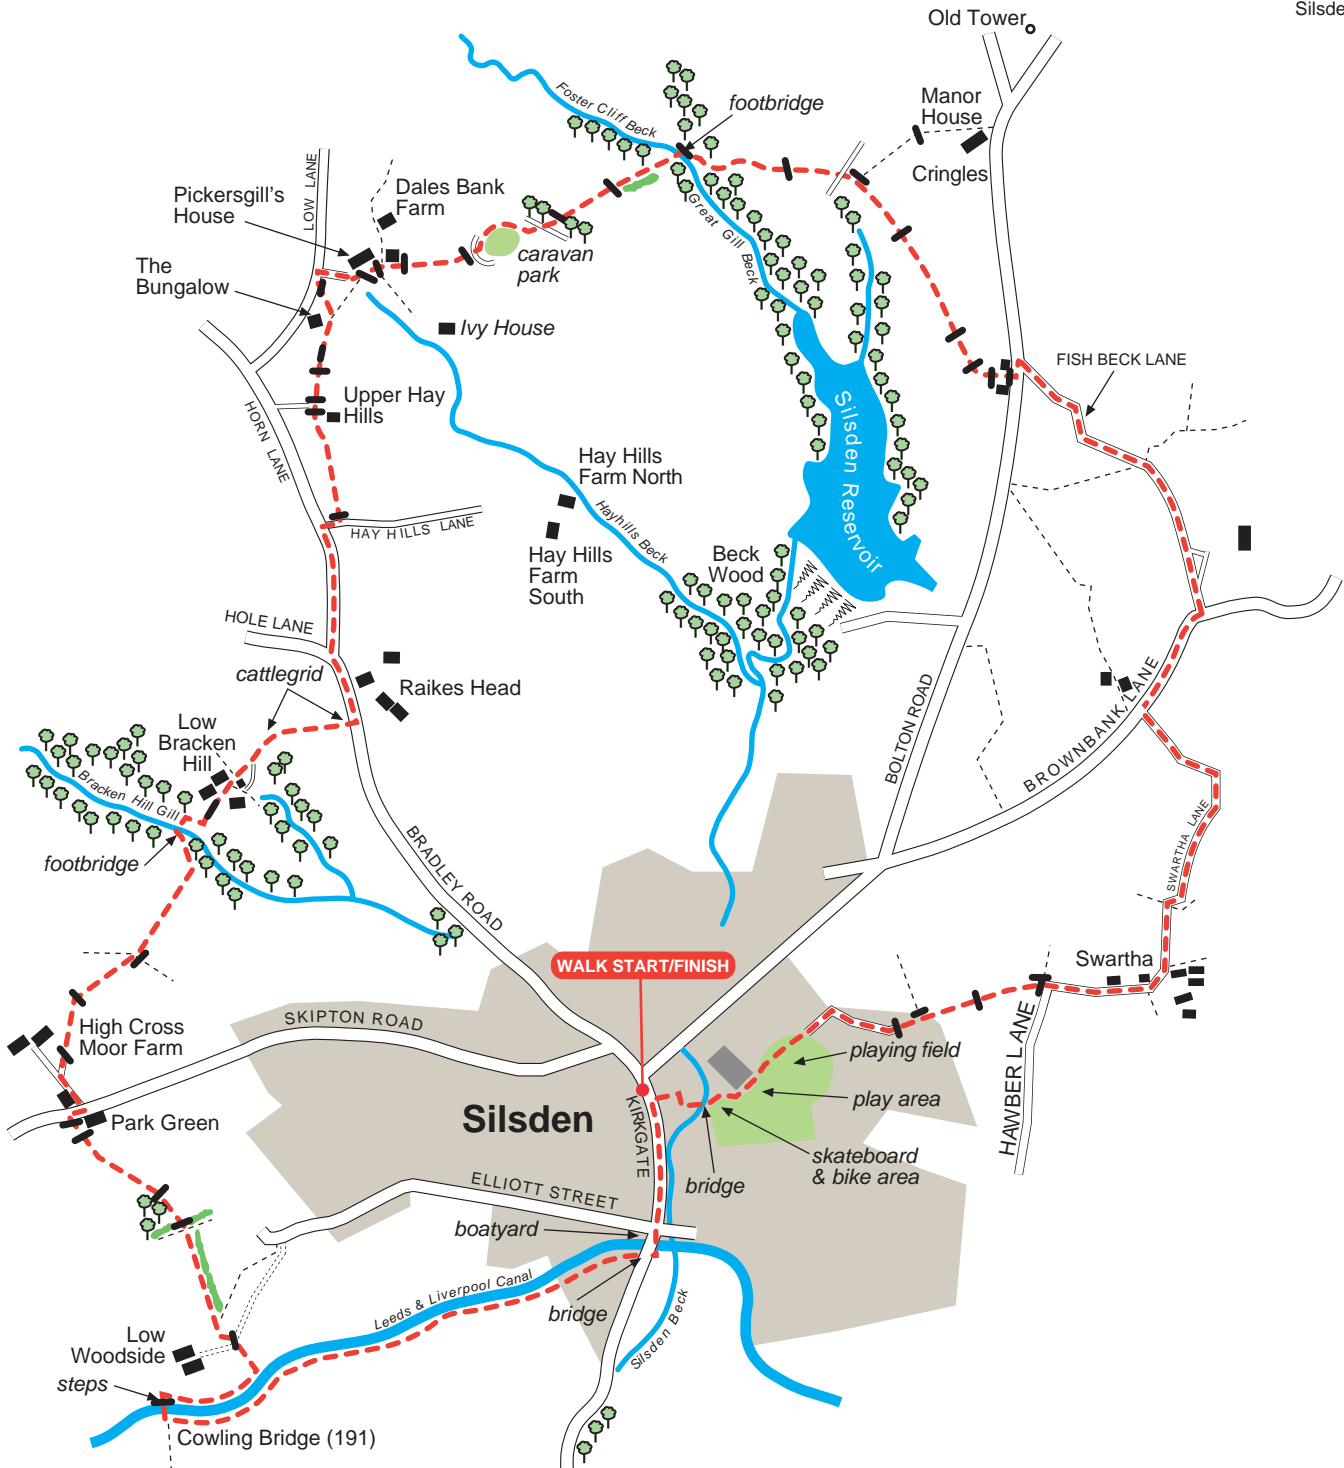 Silsde
Old Tower
Foster Cliff Beck
footbridge
Manor
House
Cringles
LOW LANE
Pickersgill's
House
Dales Bank
Farm
Great Gill Beck
caravan
park
The
Bungalow
Ivy House
FISH BECK LANE
Upper Hay
Hills
HORN LANE
Silsden Reservoir
Hay Hills
Farm North
Hayhills Beck
HAY HILLS LANE
Hay Hills
Farm
South
Beck
Wood
HOLE LANE
cattlegrid
Raikes Head
BOLTON ROAD
BROWNBANK LANE
Low
Bracken
Hill
Bracken Hill Gill
footbridge
BRADLEY ROAD
SWARTHA LANE
WALK START/FINISH
Swartha
SKIPTON ROAD
High Cross
Moor Farm
HAWBER LANE
playing field
play area
Park Green
Silsden
KIRKGATE
skateboard
& bike area
bridge
ELLIOTT STREET
boatyard
Leeds & Liverpool Canal
bridge
Silsden Beck
Low
Woodside
steps
Cowling Bridge (191)